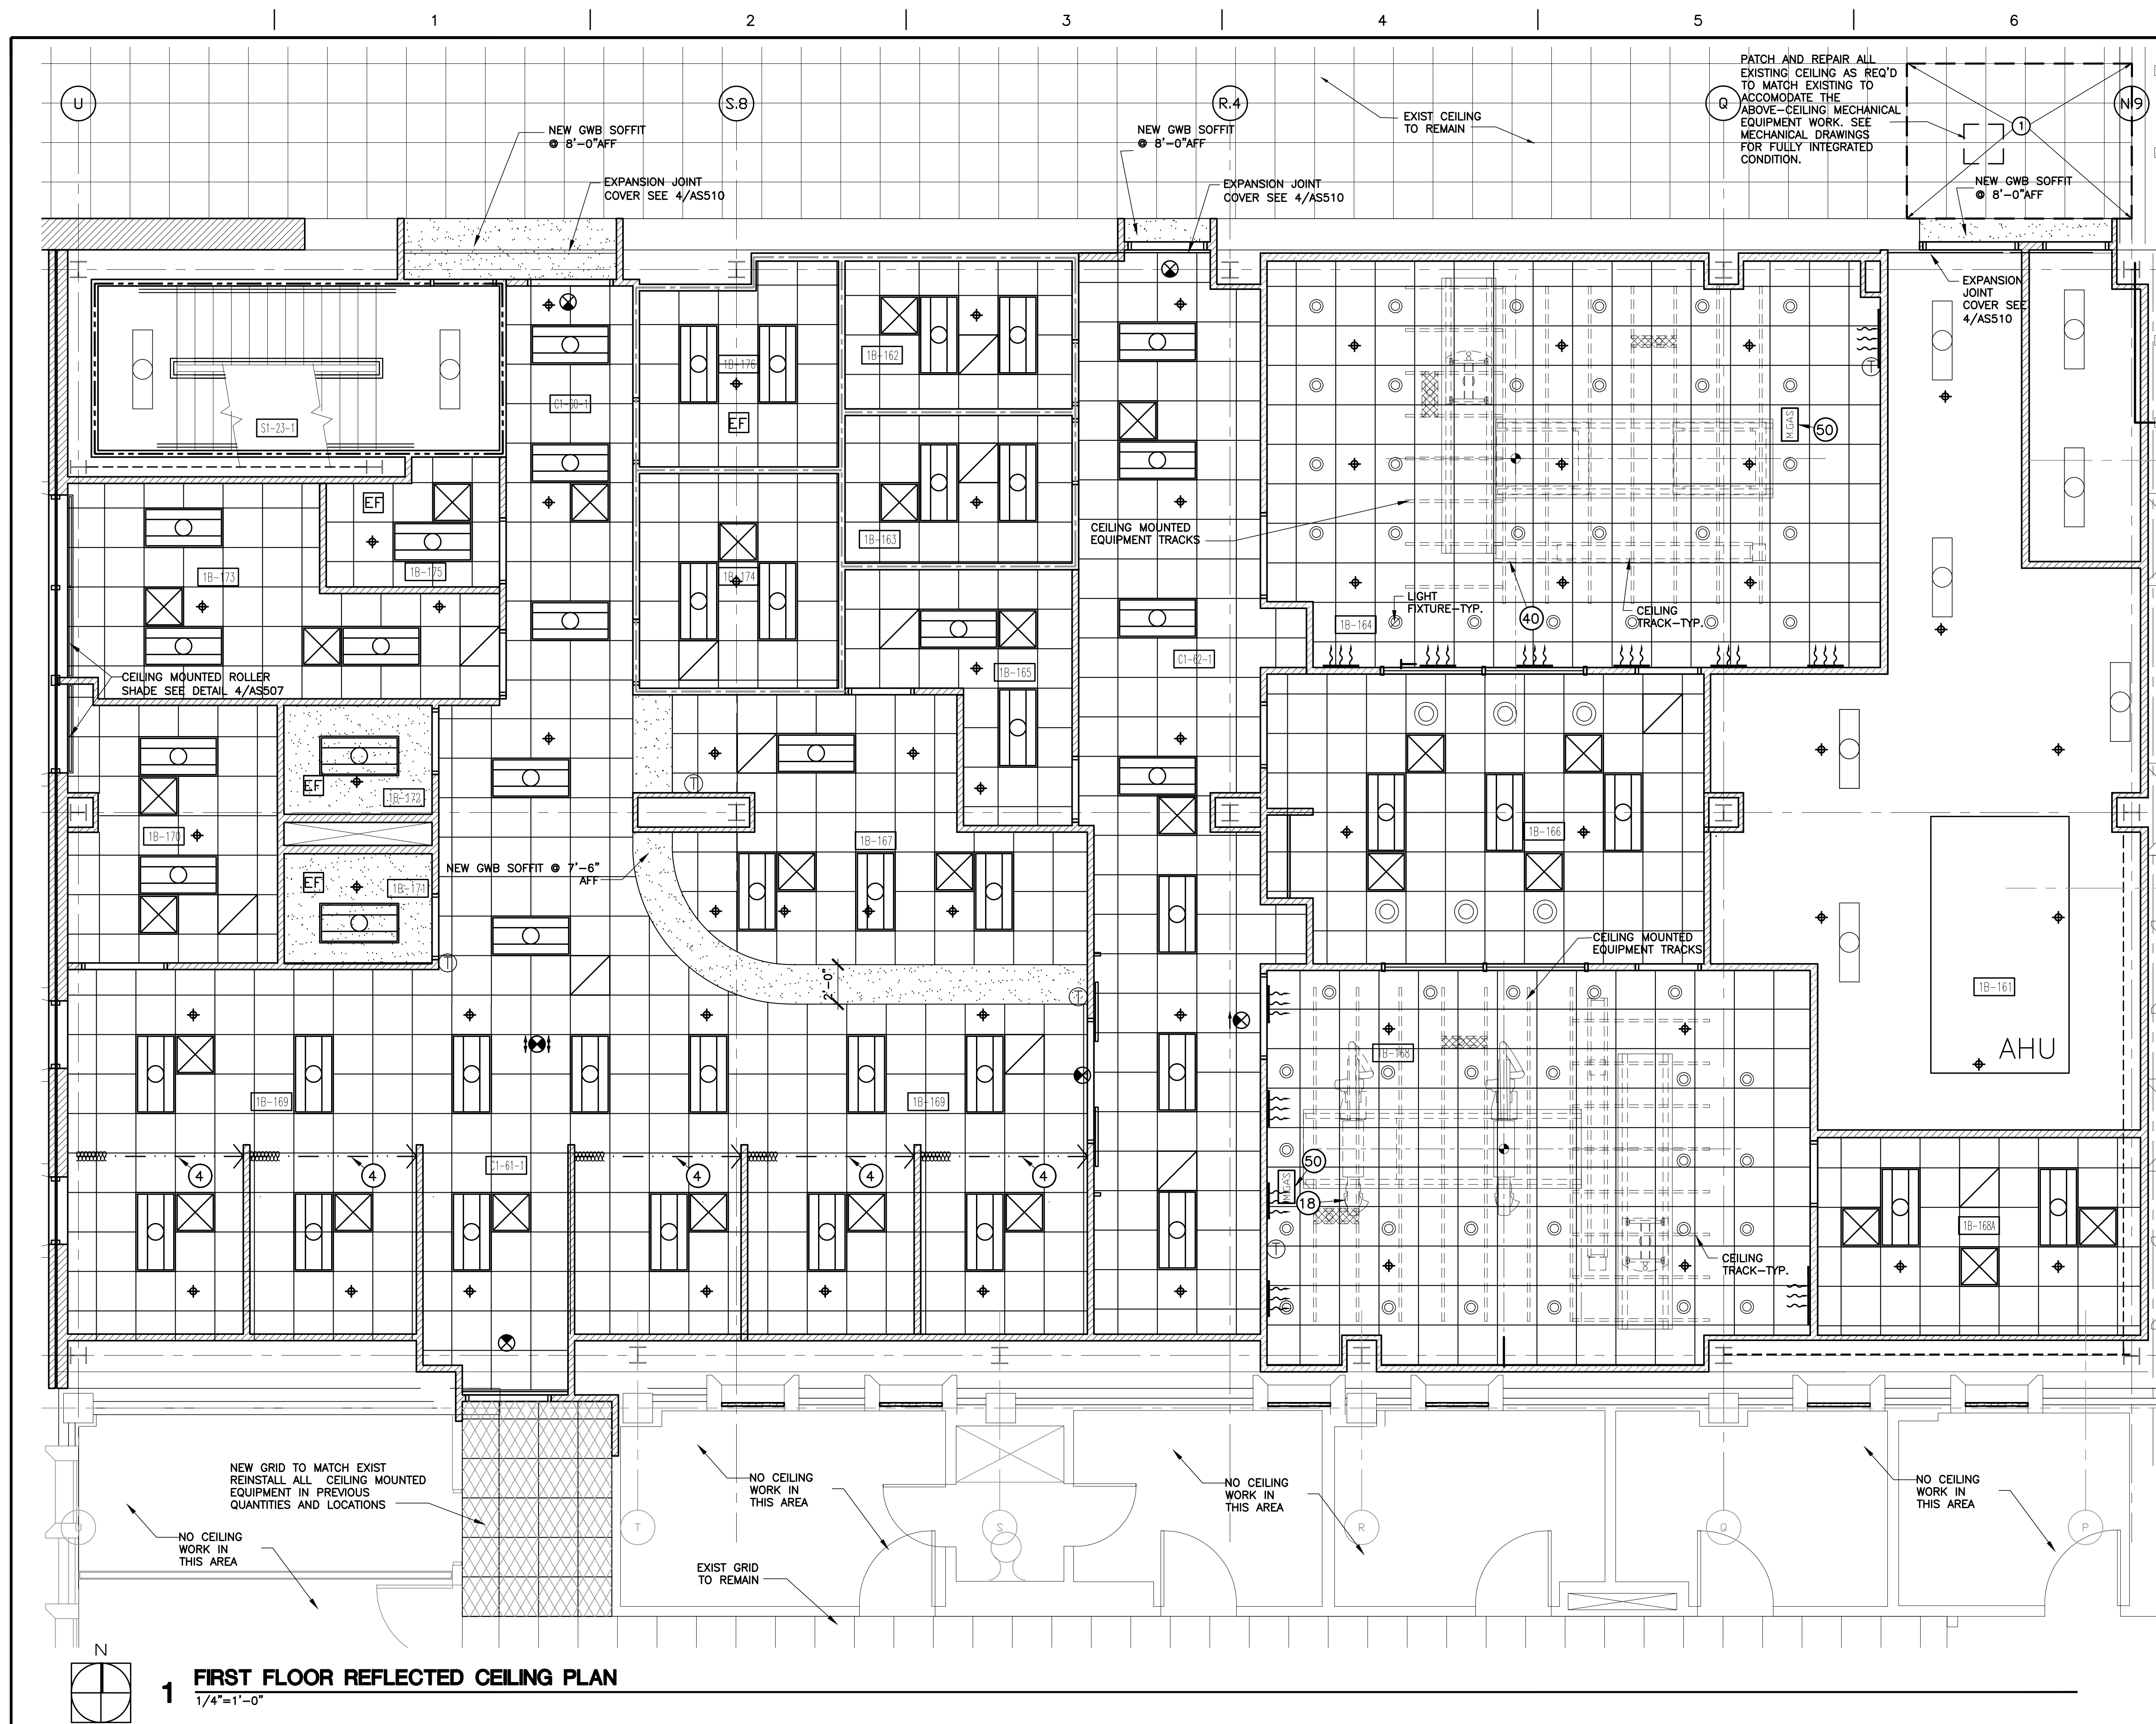 1 2 3 4 5 6
U
S.8
R.4
Q
N.9
NEW GWB SOFFIT
@ 8'-0"AFF
EXPANSION JOINT
COVER SEE 4/AS510
NEW GWB SOFFIT
@ 8'-0"AFF
EXPANSION JOINT
COVER SEE 4/AS510
EXIST CEILING
TO REMAIN
PATCH AND REPAIR ALL
EXISTING CEILING AS REQ'D
TO MATCH EXISTING TO
ACCOMODATE THE
ABOVE-CEILING MECHANICAL
EQUIPMENT WORK. SEE
MECHANICAL DRAWINGS
FOR FULLY INTEGRATED
CONDITION.
1
NEW GWB SOFFIT
@ 8'-0"AFF
EXPANSION
JOINT
COVER SEE
4/AS510
S1-23-1
C1-60-1
1B-176
EF
1B-162
1B-163
M.GAS
50
T
CEILING MOUNTED
EQUIPMENT TRACKS
EF
1B-173
1B-175
1B-174
LIGHT
FIXTURE-TYP.
40
CEILING
TRACK-TYP.
1B-164
C1-62-1
1B-165
CEILING MOUNTED ROLLER
SHADE SEE DETAIL 4/AS507
EF
1B-172
T
1B-170
1B-167
1B-166
NEW GWB SOFFIT @ 7'-6"
AFF
EF
1B-171
T
2'-0"
T
CEILING MOUNTED
EQUIPMENT TRACKS
1B-161
AHU
1B-168
1B-169
1B-169
C1-61-1
4
4
4
4
4
50
M.GAS
18
T
CEILING
TRACK-TYP.
1B-168A
NEW GRID TO MATCH EXIST
REINSTALL ALL CEILING MOUNTED
EQUIPMENT IN PREVIOUS
QUANTITIES AND LOCATIONS
NO CEILING
WORK IN
THIS AREA
NO CEILING
WORK IN
THIS AREA
NO CEILING
WORK IN
THIS AREA
NO CEILING
WORK IN
THIS AREA
U
T
S
R
Q
P
EXIST GRID
TO REMAIN
N
1 FIRST FLOOR REFLECTED CEILING PLAN
1/4"=1'-0"